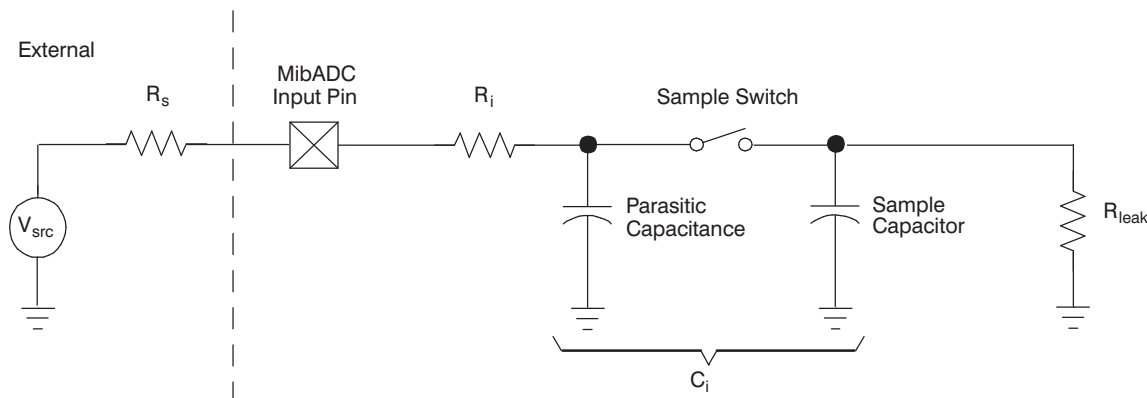 External
MibADC
Input Pin
Rs
Ri
Sample Switch
Vsrc
Parasitic
Capacitance
Sample
Capacitor
Rleak
Ci